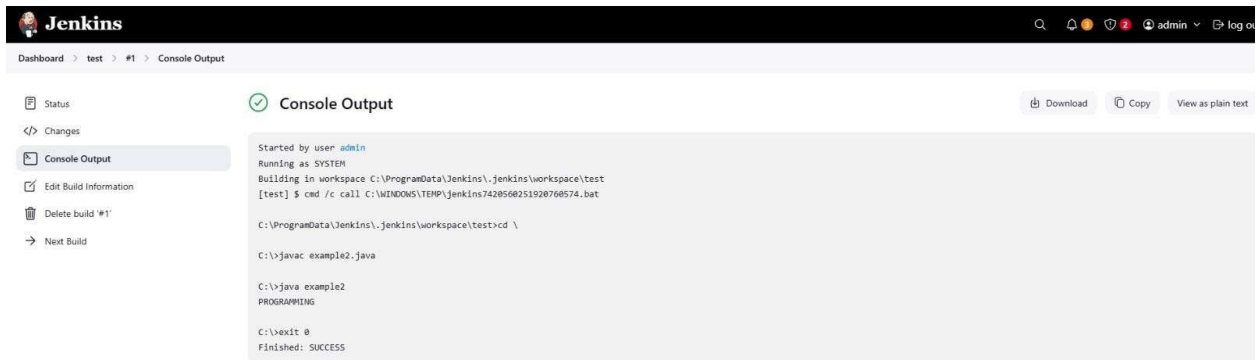 Jenkins
3
2
admin
log ou
Dashboard > test > #1 > Console Output
Status
Changes
Console Output
Edit Build Information
Delete build '#1'
Next Build
Console Output
Download
Copy
View as plain text
Started by user admin
Running as SYSTEM
Building in workspace C:\ProgramData\Jenkins\.jenkins\workspace\test
[test] $ cmd /c call C:\WINDOWS\TEMP\jenkins7420560251920760574.bat
C:\ProgramData\Jenkins\.jenkins\workspace\test>cd \
C:\>javac example2.java
C:\>java example2
PROGRAMMING
C:\>exit 0
Finished: SUCCESS